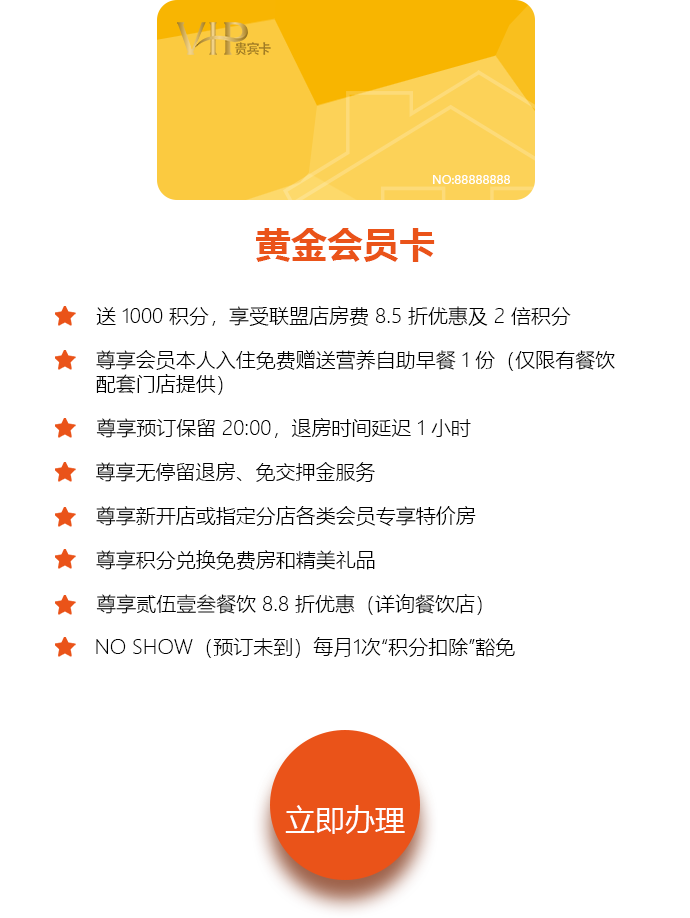 VIP贵宾卡
NO:88888888
黄金会员卡
送 1000 积分，享受联盟店房费 8.5 折优惠及 2 倍积分
尊享会员本人入住免费赠送营养自助早餐 1 份（仅限有餐饮
配套门店提供）
尊享预订保留 20:00，退房时间延迟 1 小时
尊享无停留退房、免交押金服务
尊享新开店或指定分店各类会员专享特价房
尊享积分兑换免费房和精美礼品
尊享贰伍壹叁餐饮 8.8 折优惠（详询餐饮店）
NO SHOW（预订未到）每月1次“积分扣除”豁免
立即办理